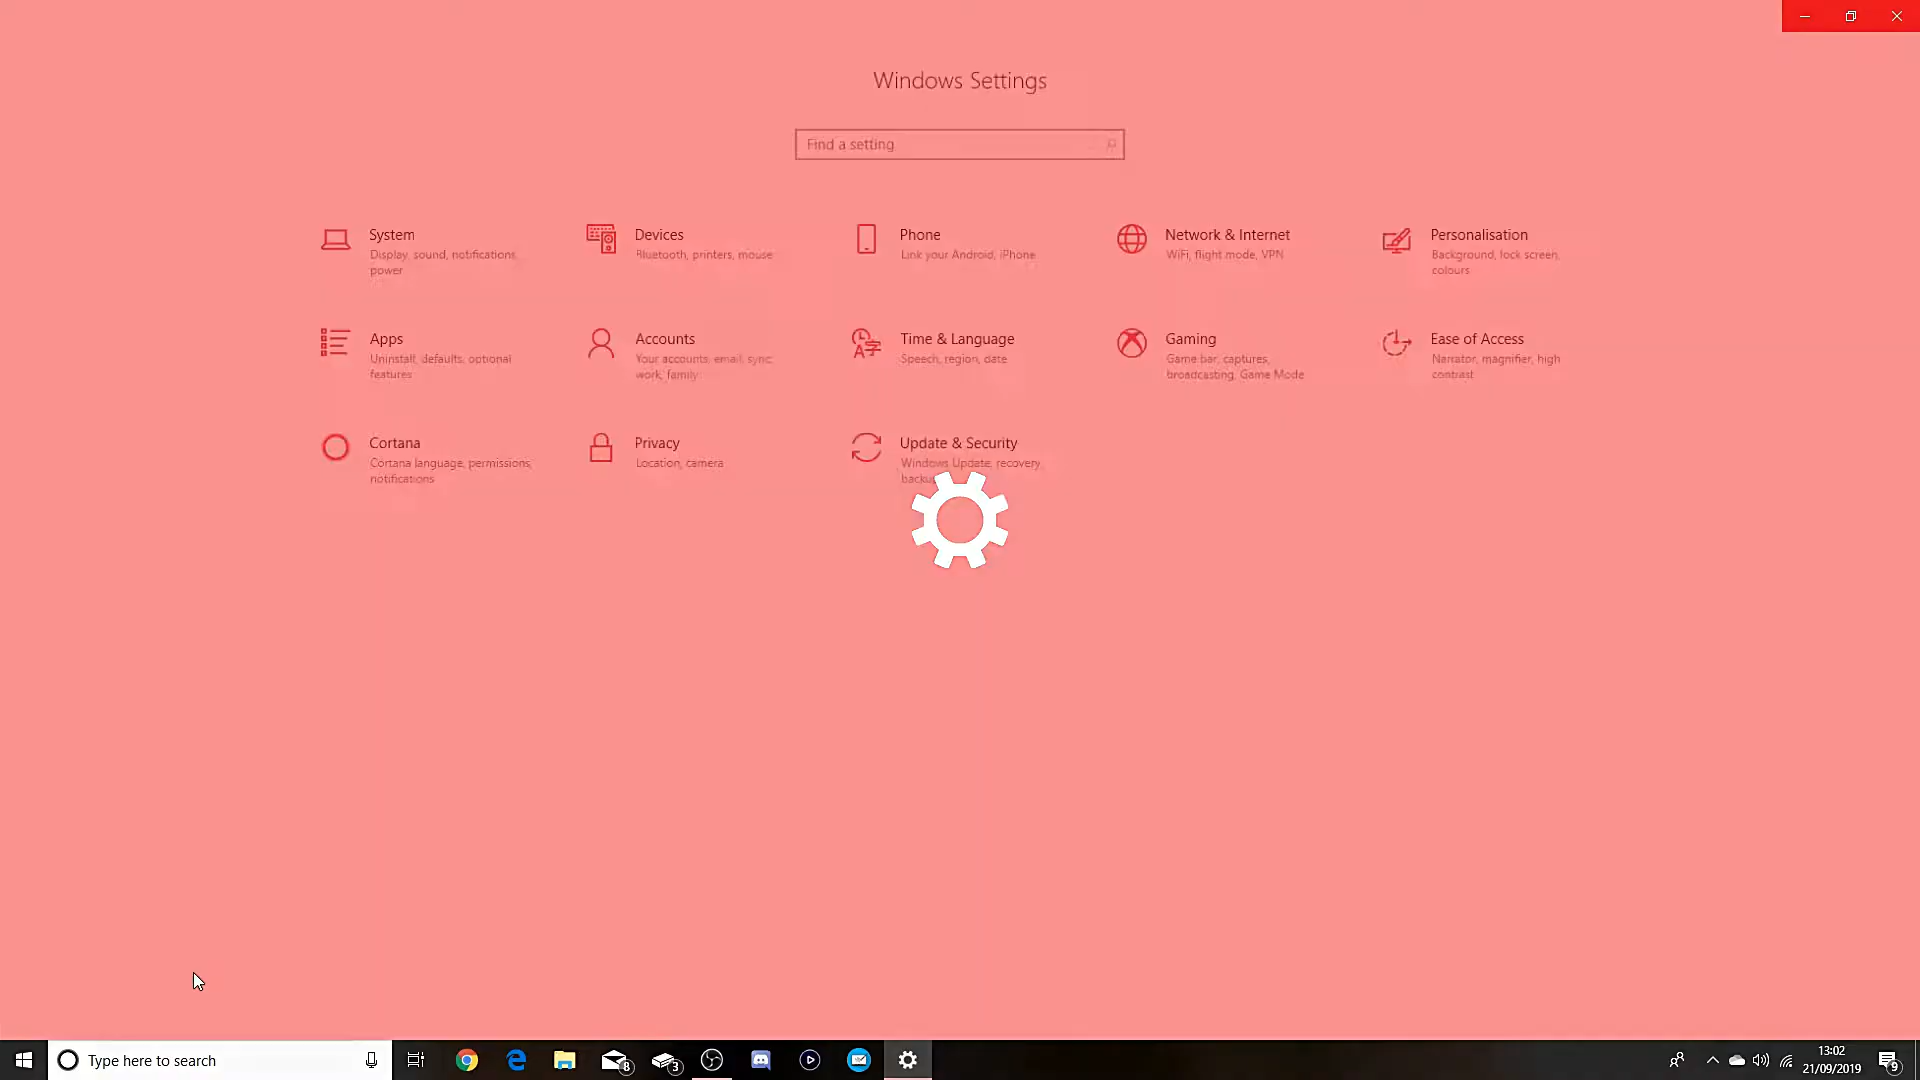 Windows Settings
Find a setting
System
Display, sound, notifications,
power
Devices
Bluetooth, printers, mouse
Phone
Link your Android, iPhone
Network & Internet
WiFi, flight mode, VPN
Personalisation
Background, lock screen,
colours
Apps
Uninstall, defaults, optional
features
Accounts
Your accounts, email, sync,
work, family
Time & Language
Speech, region, date
Gaming
Game bar, captures,
broadcasting, Game Mode
Ease of Access
Narrator, magnifier, high
contrast
Cortana
Cortana language, permissions,
notifications
Privacy
Location, camera
Update & Security
Windows Update, recovery,
Type here to search
8
3
13:02
21/09/2019
9